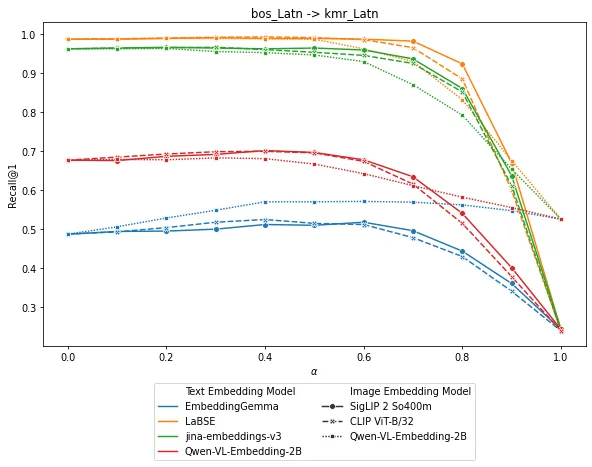 bos_Latn -> kmr_Latn
1.0
0.9
0.8
0.7
0.6
0.5
0.4
0.3
Recall@1
0.0 0.2 0.4 0.6 0.8 1.0
α
Text Embedding Model Image Embedding Model
EmbeddingGemma SigLIP 2 So400m
LaBSE CLIP ViT-B/32
jina-embeddings-v3 Qwen-VL-Embedding-2B
Qwen-VL-Embedding-2B